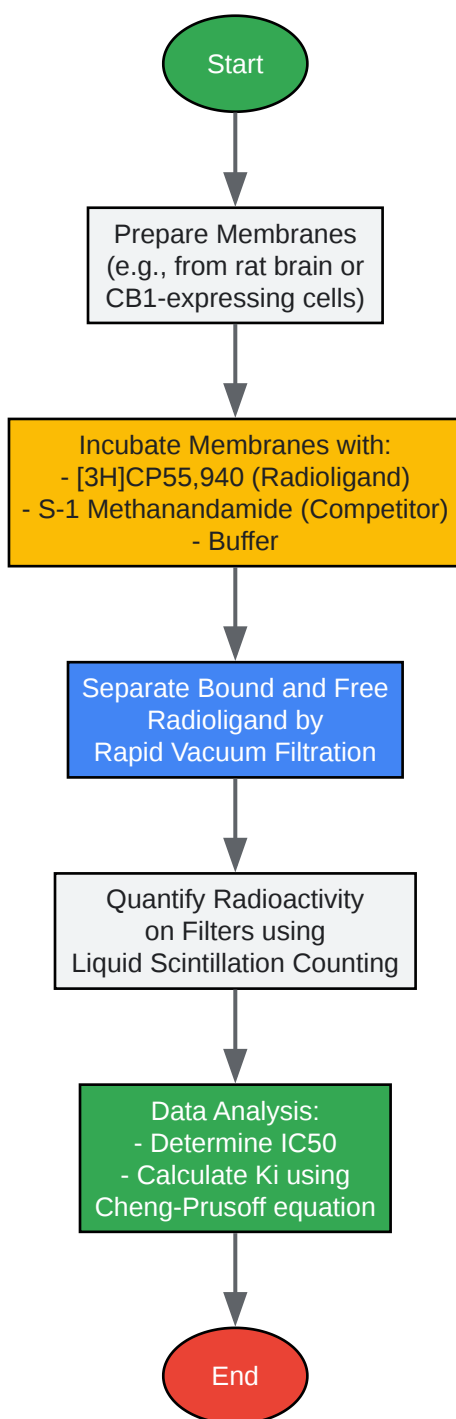 Start
Prepare Membranes
(e.g., from rat brain or
CB1-expressing cells)
Incubate Membranes with:
- [3H]CP55,940 (Radioligand)
- S-1 Methanandamide (Competitor)
- Buffer
Separate Bound and Free
Radioligand by
Rapid Vacuum Filtration
Quantify Radioactivity
on Filters using
Liquid Scintillation Counting
Data Analysis:
- Determine IC50
- Calculate Ki using
Cheng-Prusoff equation
End